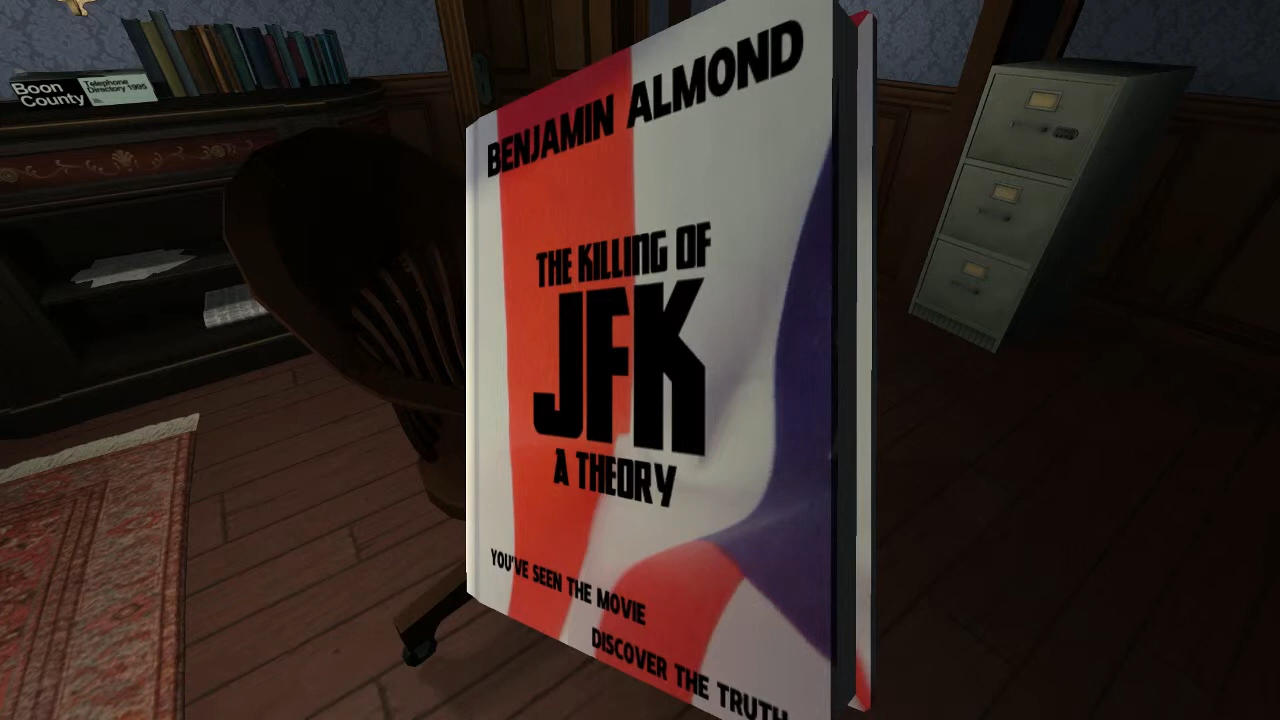 Boon
County
Telephone
Directory 1995
BENJAMIN ALMOND
THE KILLING OF
JFK
A THEORY
YOU'VE SEEN THE MOVIE
DISCOVER THE TRUTH